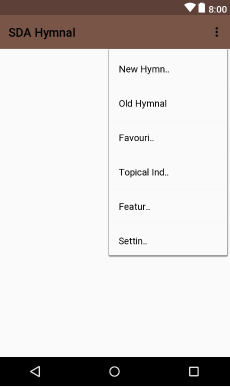 8:00
SDA Hymnal
New Hymn..
Old Hymnal
Favouri..
Topical Ind..
Featur..
Settin..